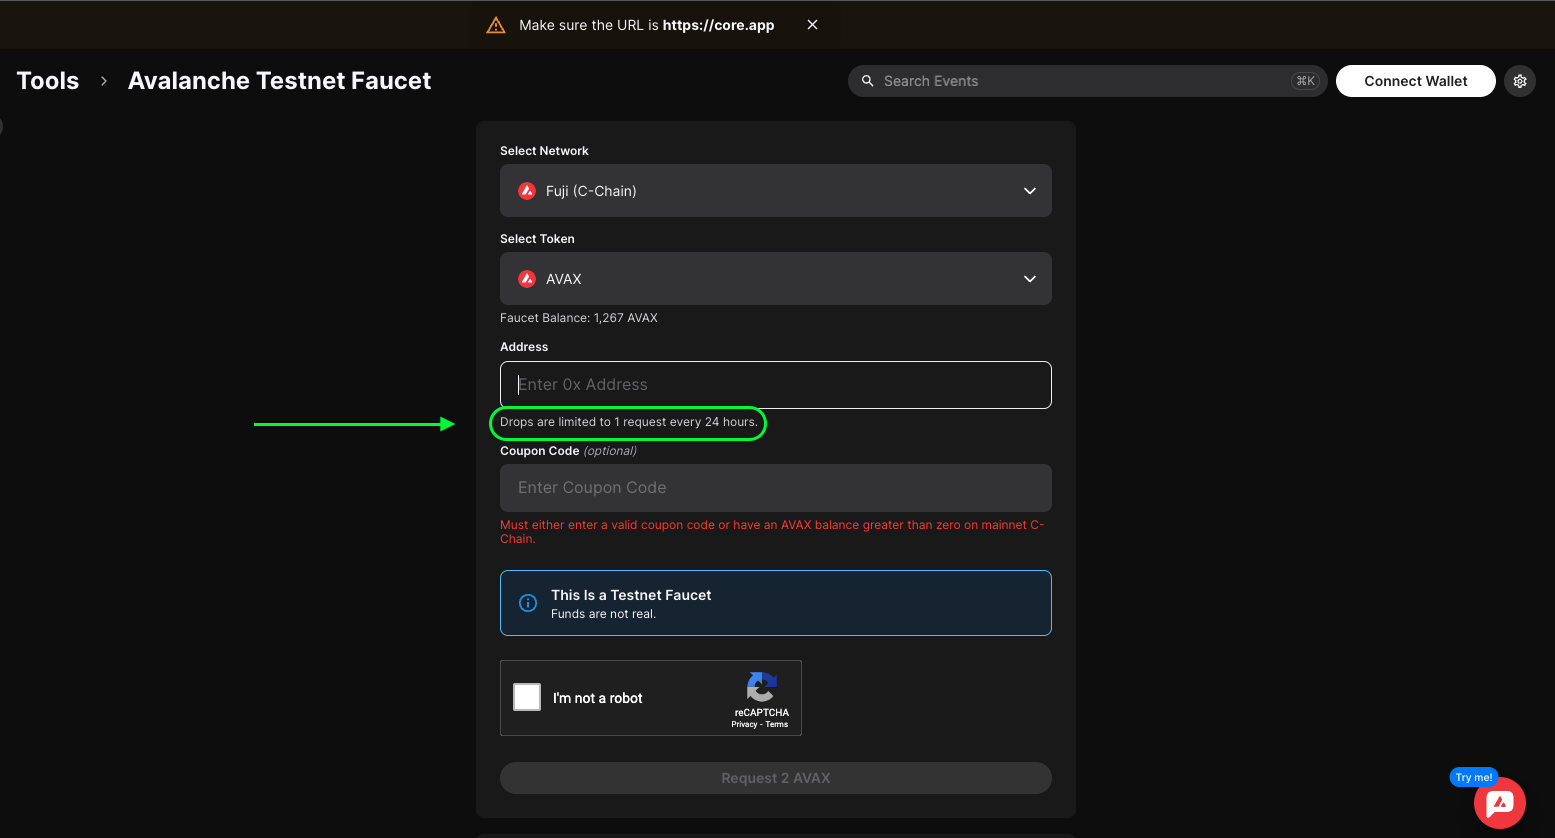 Make sure the URL is https://core.app
Tools > Avalanche Testnet Faucet
Search Events
⌘K
Connect Wallet
Select Network
Fuji (C-Chain)
Select Token
AVAX
Faucet Balance: 1,267 AVAX
Address
Enter 0x Address
Drops are limited to 1 request every 24 hours.
Coupon Code (optional)
Enter Coupon Code
Must either enter a valid coupon code or have an AVAX balance greater than zero on mainnet C-
Chain.
This Is a Testnet Faucet
Funds are not real.
I'm not a robot
reCAPTCHA
Privacy - Terms
Request 2 AVAX
Try me!